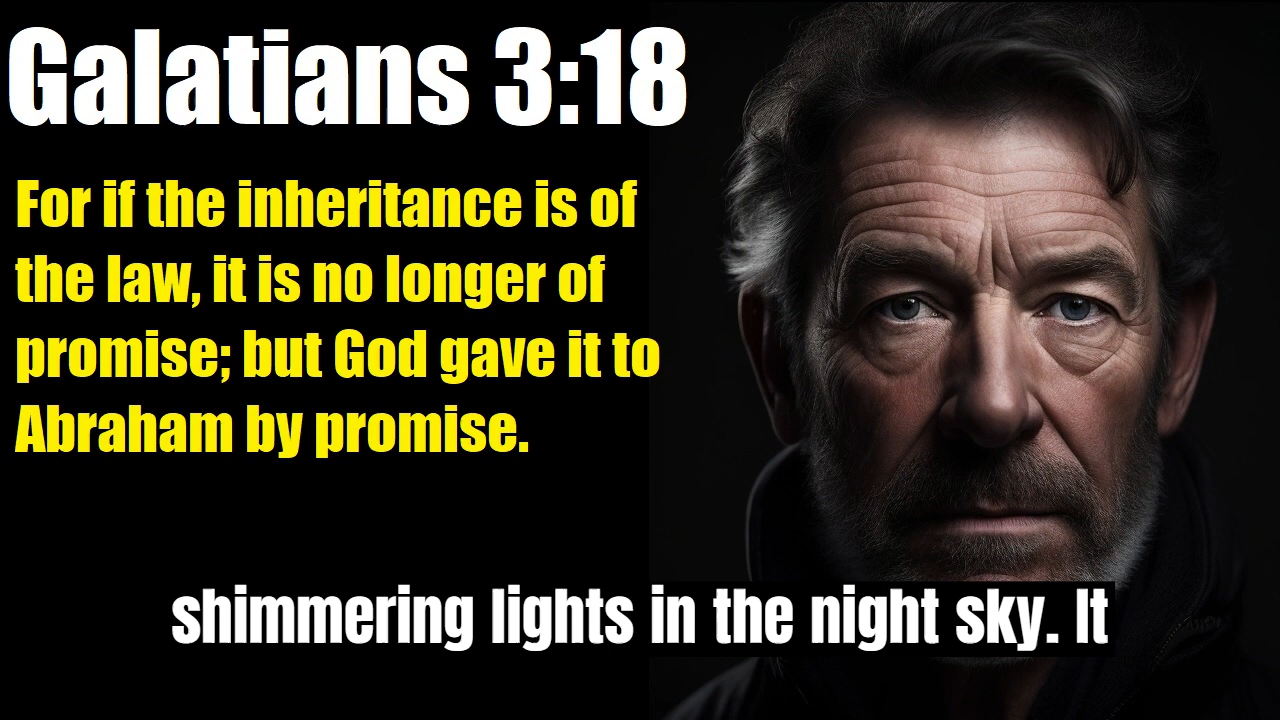 Galatians 3:18
For if the inheritance is of
the law, it is no longer of
promise; but God gave it to
Abraham by promise.
shimmering lights in the night sky. It